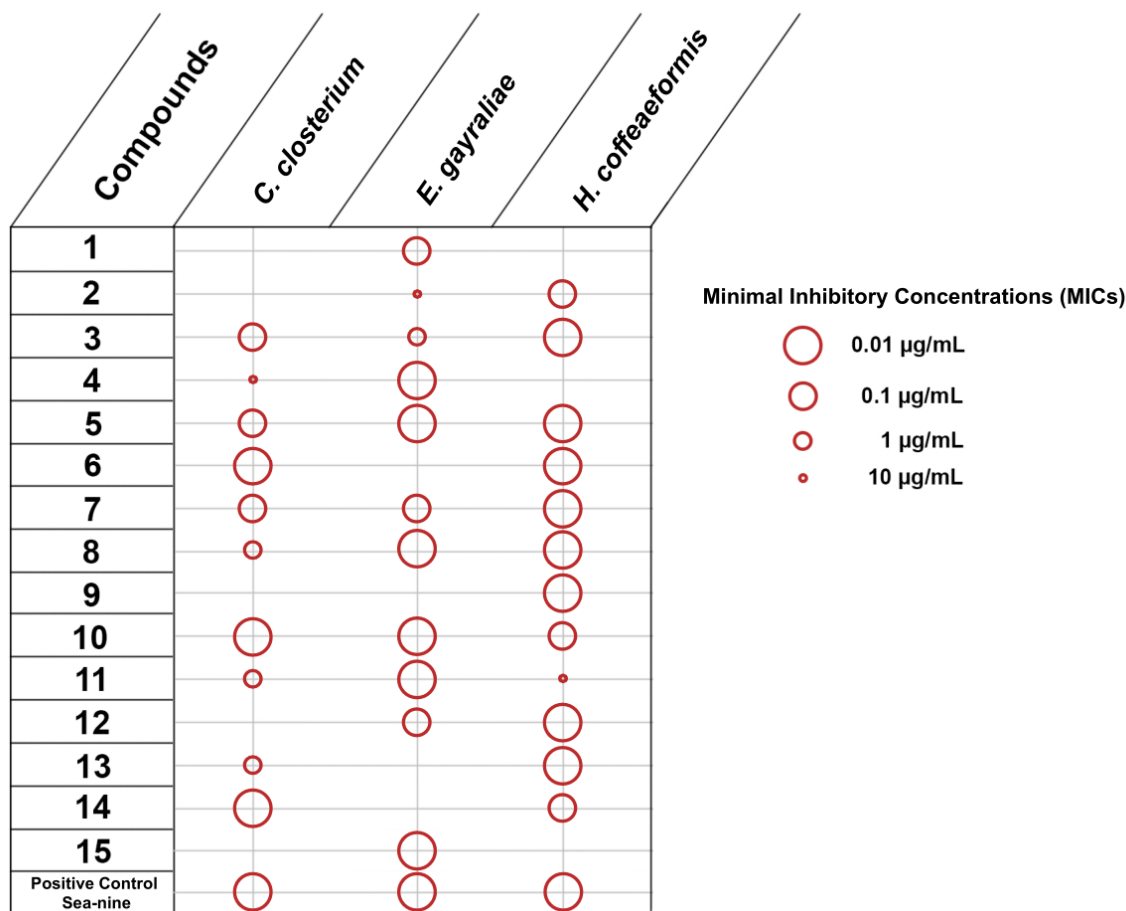 Compounds
C. closterium
E. gayraliae
H. coffeaeformis
1
2
3
4
5
6
7
8
9
10
11
12
13
14
15
Positive Control
Sea-nine
Minimal Inhibitory Concentrations (MICs)
0.01 µg/mL
0.1 µg/mL
1 µg/mL
10 µg/mL